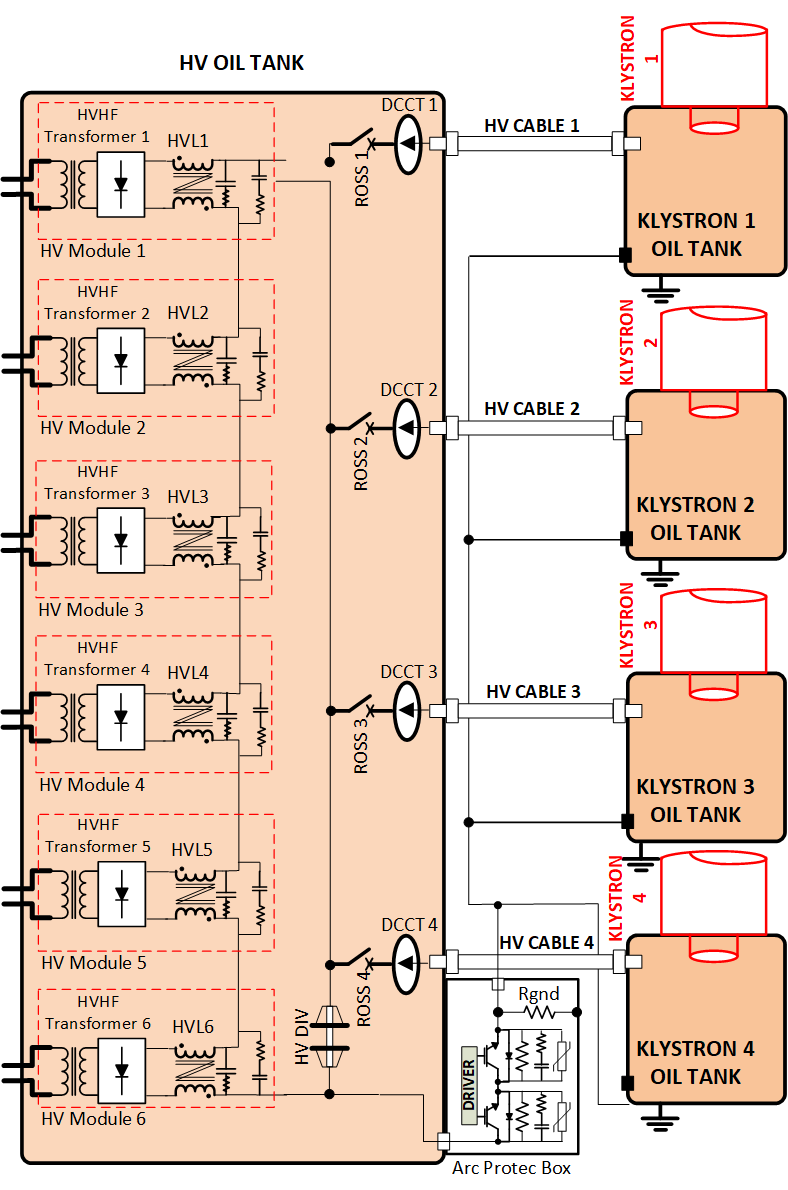 HV OIL TANK
HVHF
Transformer 1
HVL1
HV Module 1
HVHF
Transformer 2
HVL2
HV Module 2
HVHF
Transformer 3
HVL3
HV Module 3
HVHF
Transformer 4
HVL4
HV Module 4
HVHF
Transformer 5
HVL5
HV Module 5
HVHF
Transformer 6
HVL6
HV Module 6
DCCT 1
ROSS 1
DCCT 2
ROSS 2
DCCT 3
ROSS 3
DCCT 4
ROSS 4
HV DIV
HV CABLE 1
HV CABLE 2
HV CABLE 3
HV CABLE 4
Rgnd
DRIVER
Arc Protec Box
KLYSTRON
1
KLYSTRON 1
OIL TANK
KLYSTRON
2
KLYSTRON 2
OIL TANK
KLYSTRON
3
KLYSTRON 3
OIL TANK
KLYSTRON
4
KLYSTRON 4
OIL TANK